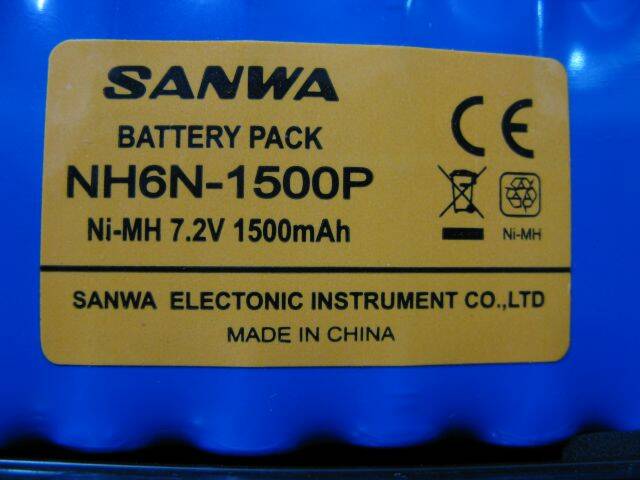 SANWA
BATTERY PACK
NH6N-1500P
Ni-MH 7.2V 1500mAh
CE
Ni-MH
SANWA ELECTONIC INSTRUMENT CO.,LTD
MADE IN CHINA